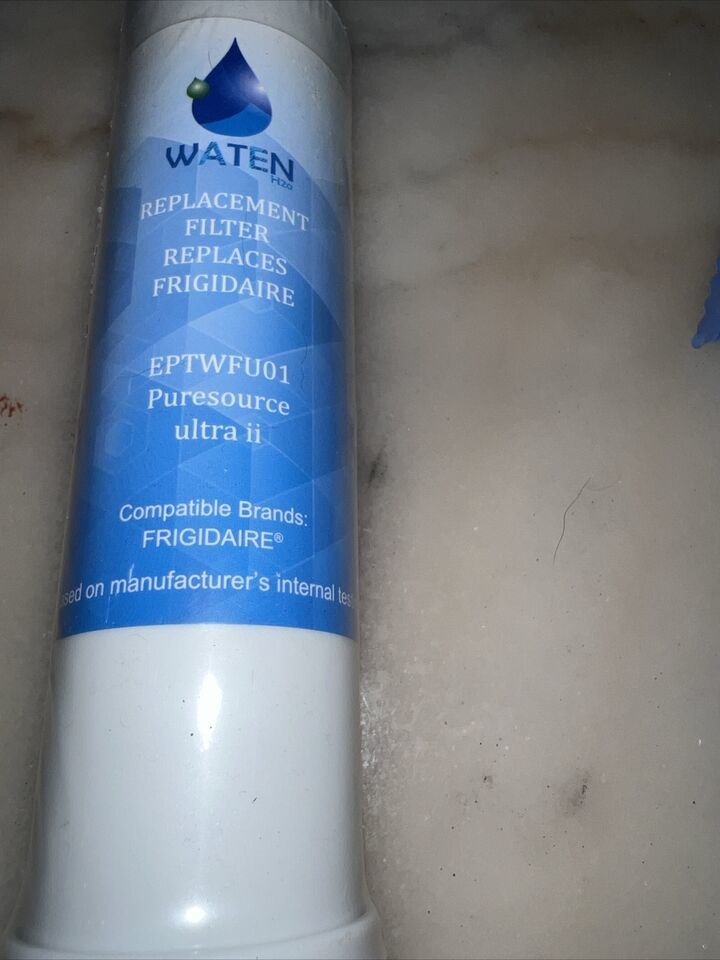 WATEN
H2O
REPLACEMENT
FILTER
REPLACES
FRIGIDAIRE
EPTWFU01
Puresource
ultra ii
Compatible Brands:
FRIGIDAIRE®
on manufacturer's internal